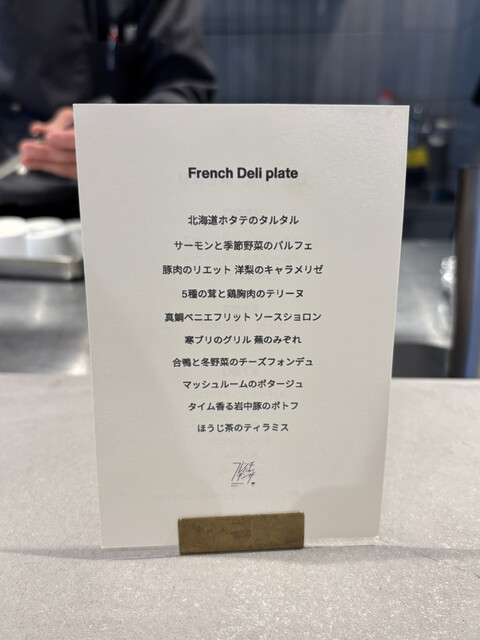 French Deli plate
北海道ホタテのタルタル
サーモンと季節野菜のパルフェ
豚肉のリエット 洋梨のキャラメリゼ
5種の茸と鶏胸肉のテリーヌ
真鯛ベニエフリット ソースショロン
寒ブリのグリル 蕪のみぞれ
合鴨と冬野菜のチーズフォンデュ
マッシュルームのポタージュ
タイム香る岩中豚のポトフ
ほうじ茶のティラミス